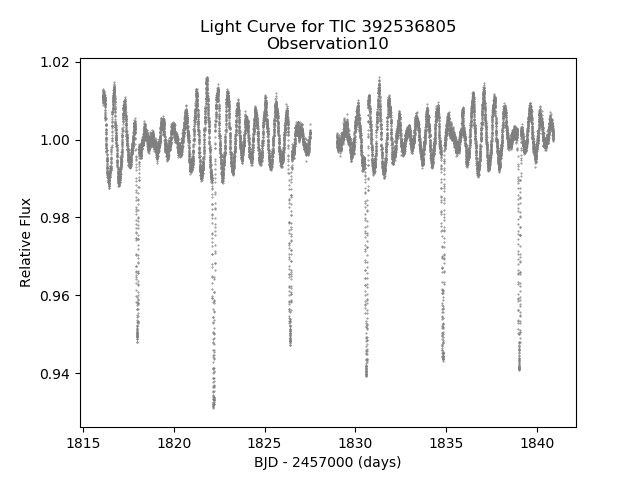 Light Curve for TIC 392536805
Observation10
1.02
1.00
0.98
0.96
0.94
Relative Flux
1815
1820
1825
1830
1835
1840
BJD - 2457000 (days)